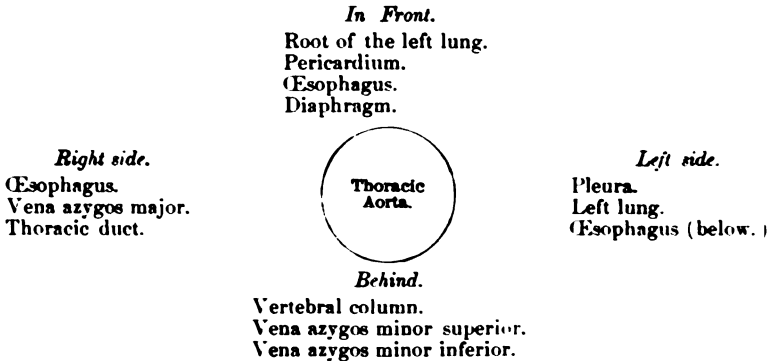 In Front.
Root of the left lung.
Pericardium.
Œsophagus.
Diaphragm.
Right side.
Œsophagus.
Vena azygos major.
Thoracic duct.
Thoracic
Aorta.
Left side.
Pleura.
Left lung.
Œsophagus (below.)
Behind.
Vertebral column.
Vena azygos minor superior.
Vena azygos minor inferior.